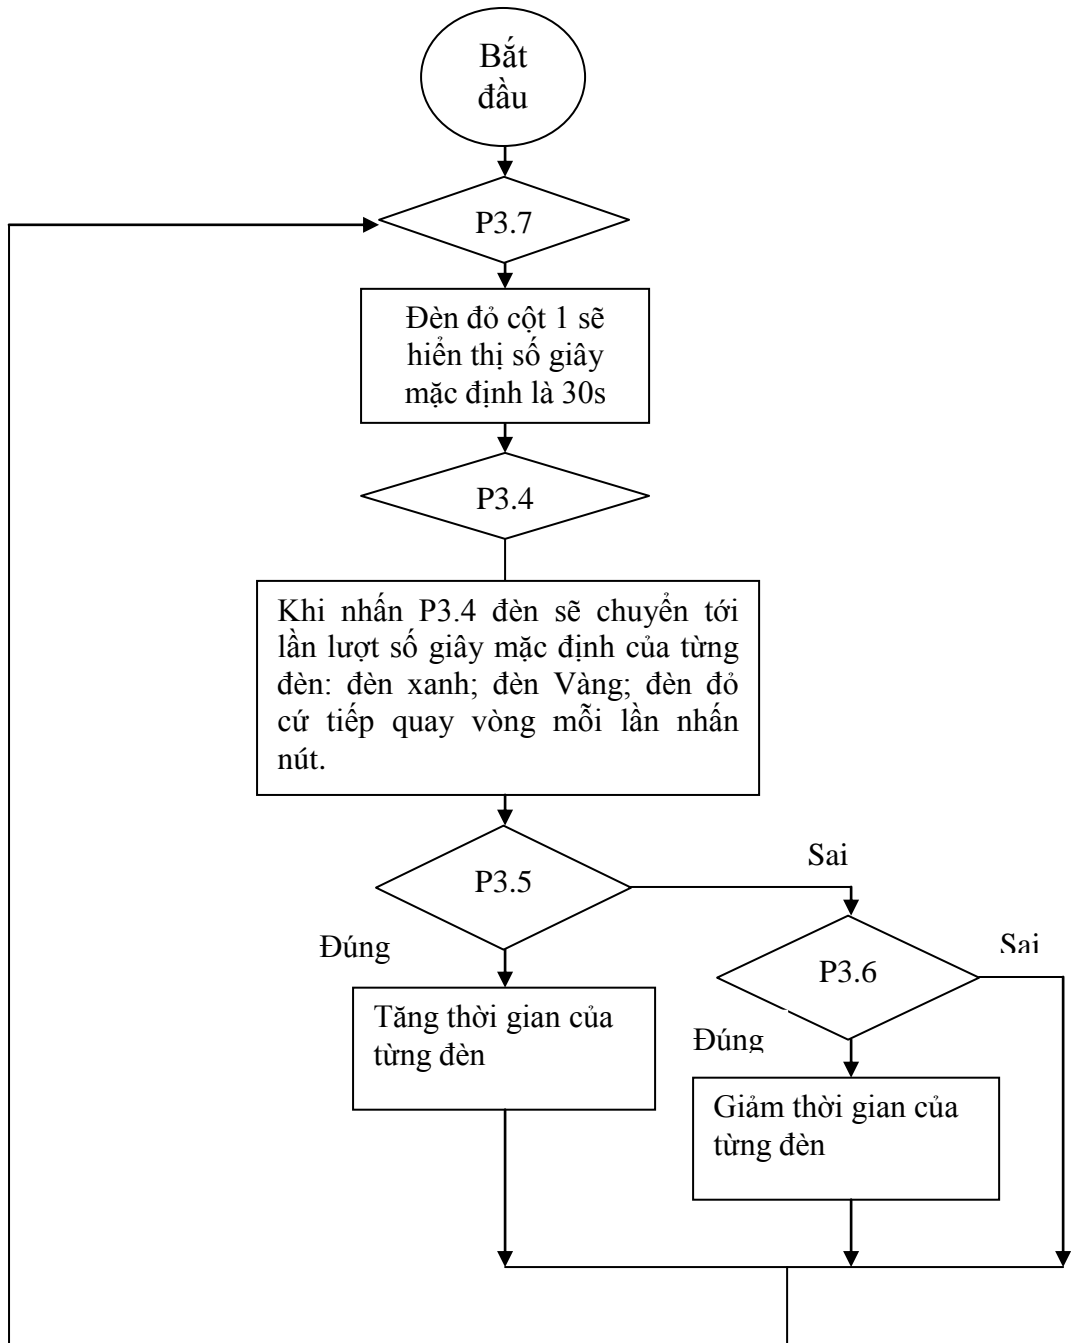 Bắt
đầu
P3.7
Đèn đỏ cột 1 sẽ
hiển thị số giây
mặc định là 30s
P3.4
Khi nhấn P3.4 đèn sẽ chuyển tới
lần lượt số giây mặc định của từng
đèn: đèn xanh; đèn Vàng; đèn đỏ
cứ tiếp quay vòng mỗi lần nhấn
nút.
Sai
P3.5
Đúng
Sai
P3.6
Tăng thời gian của
từng đèn
Đúng
Giảm thời gian của
từng đèn